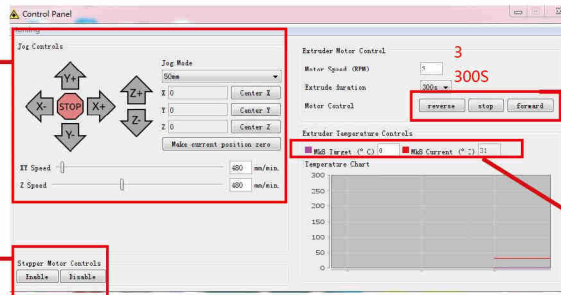 Control Panel
Jog Controls
Jog Mode
50mm
X 0 Center X
Y 0 Center Y
Z 0 Center Z
Make current position zero
Y+
X- STOP X+
Y-
Z+
Z-
XY Speed 480 mm/min.
Z Speed 480 mm/min.
Stepper Motor Controls
Enable Disable
Extruder Motor Control
3
Motor Speed (RPM)
300S
Extrude Duration 300s
Motor Control reverse stop forward
Extruder Temperature Controls
Mk8 Target (° C) 0 Mk8 Current (° C) 31
Temperature Chart
300
250
200
150
100
50
0